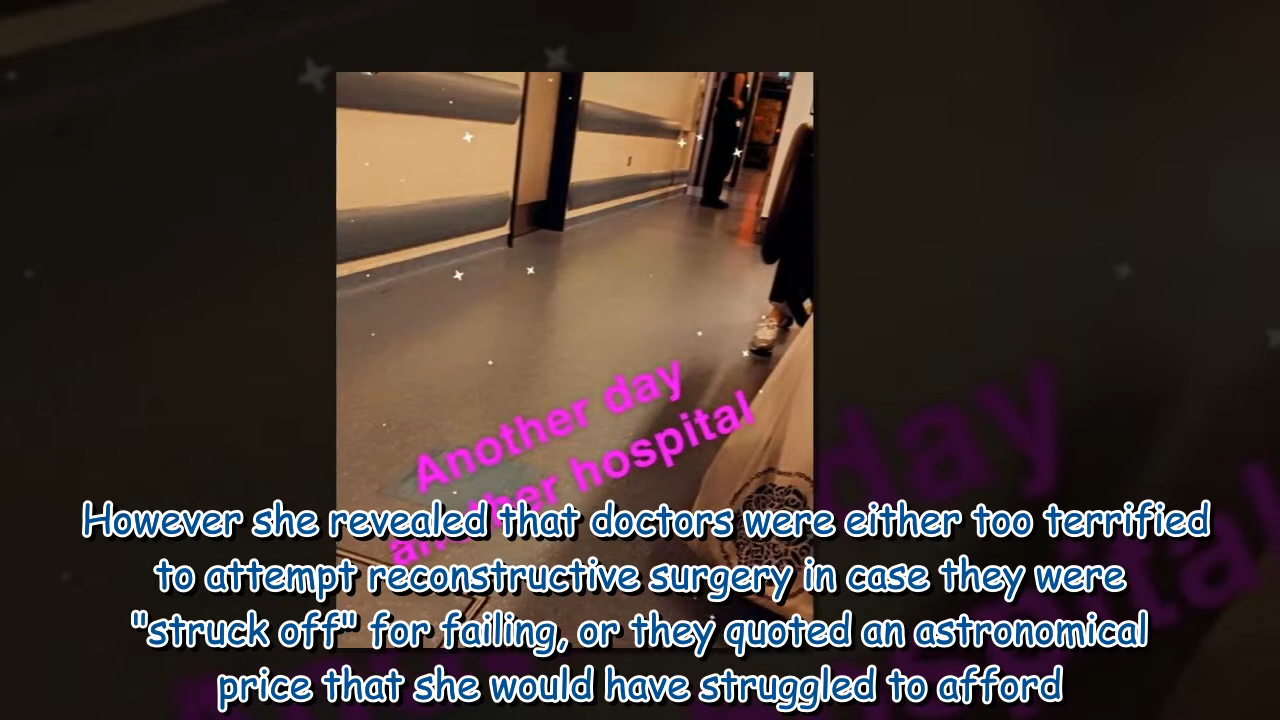 Another day
another hospital
However she revealed that doctors were either too terrified
to attempt reconstructive surgery in case they were
"struck off" for failing, or they quoted an astronomical
price that she would have struggled to afford